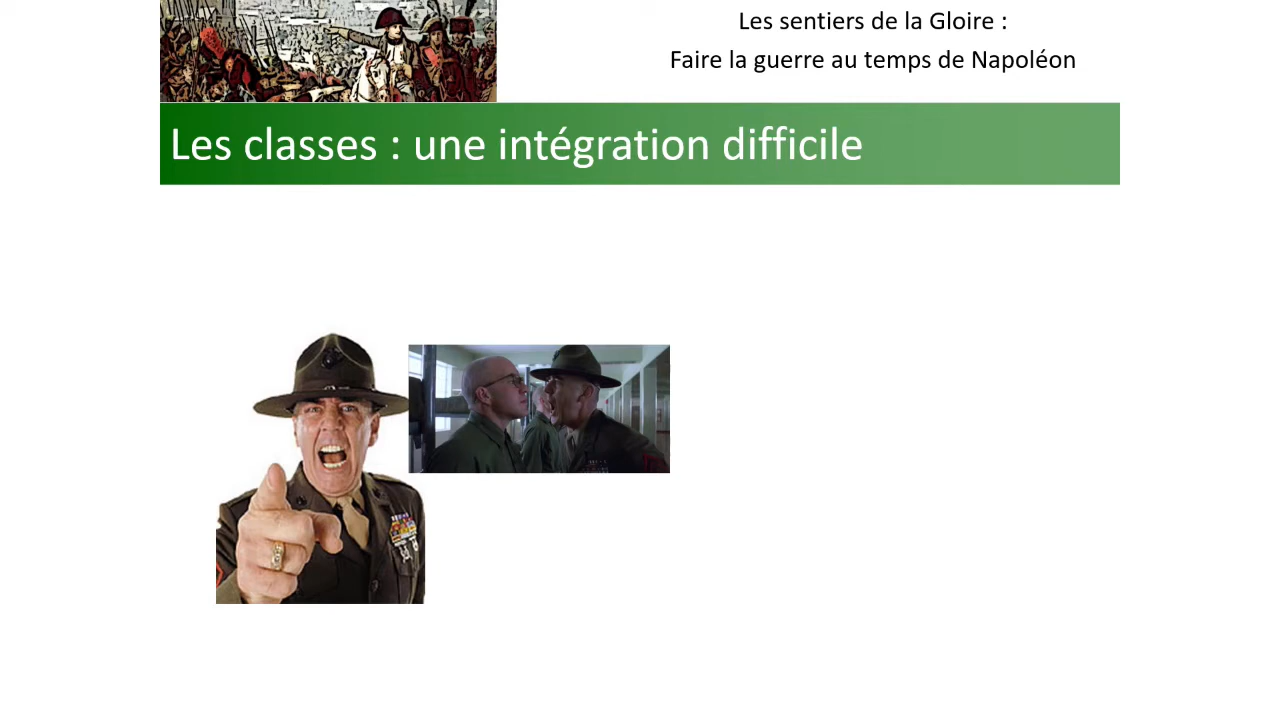 Les sentiers de la Gloire :
Faire la guerre au temps de Napoléon
Les classes : une intégration difficile